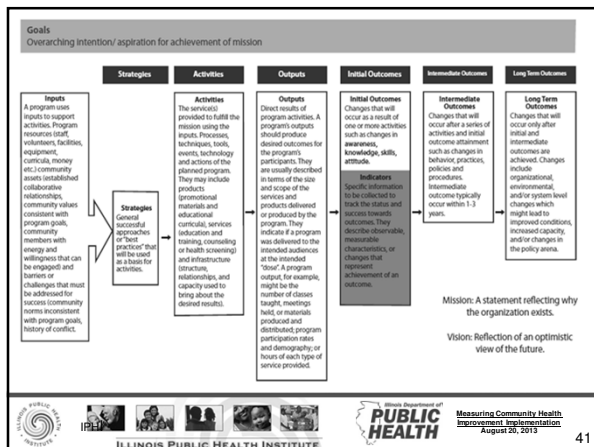 Goals
Overarching intention/ aspiration for achievement of mission
Strategies
Activities
Outputs
Initial Outcomes
Intermediate Outcomes
Long Term Outcomes
Inputs
A program uses
inputs to support
activities. Program
resources (staff,
volunteers, facilities,
equipment,
curricula, money
etc.) community
assets (established
collaborative
relationships,
community values
consistent with
program goals,
community
members with
energy and
willingness that can
be engaged) and
barriers or
challenges that
must be addressed for
success (community
norms inconsistent
with program goals,
history of conflict.
Strategies
General
successful
approaches
or "best
practices" that
will be used
as a basis for
activities.
Activities
The service(s)
provided to fulfill the
mission using the
inputs. Processes,
techniques, tools,
events, technology
and actions of the
planned program.
They may include
products
(promotional
materials and
educational
curricula), services
(education and
training, counseling
or health screening)
and infrastructure
(structure,
relationships, and
capacity used to
bring about the
desired results).
Outputs
Direct results of
program activities. A
program's outputs
should produce
desired outcomes for
the program's
participants. They
are usually described
in terms of the size
and scope of the
services and
products delivered
or produced by the
program. They
indicate if a program
was delivered to the
intended audiences
at the intended
"dose". A program
output, for example,
might be the
number of classes
taught, meetings
held, or materials
produced and
distributed; program
participation rates
and demography; or
hours of each type of
service provided.
Initial Outcomes
Changes that will
occur as a result of
one or more activities
such as changes in
awareness,
knowledge, skills,
attitude.
Indicators
Specific information
to be collected to
track the status and
success towards
outcomes. They
describe observable,
measurable
characteristics, or
changes that
represent
achievement of an
outcome.
Intermediate
Outcomes
Changes that will
occur after a series of
activities and initial
outcome attainment
such as changes in
behavior, practices,
policies and
procedures.
Intermediate
outcome typically
occur within 1-3
years.
Long Term
Outcomes
Changes that will
occur only after
initial and
intermediate
outcomes are
achieved. Changes
include
organizational,
environmental,
and/or system level
changes which
might lead to
improved conditions,
increased capacity,
and/or changes in
the policy arena.
Mission: A statement reflecting why
the organization exists.
Vision: Reflection of an optimistic
view of the future.
ILLINOIS PUBLIC HEALTH
INSTITUTE
IPHI
ILLINOIS PUBLIC HEALTH INSTITUTE
Illinois Department of
PUBLIC
HEALTH
Measuring Community Health
Improvement Implementation
August 20, 2013
41